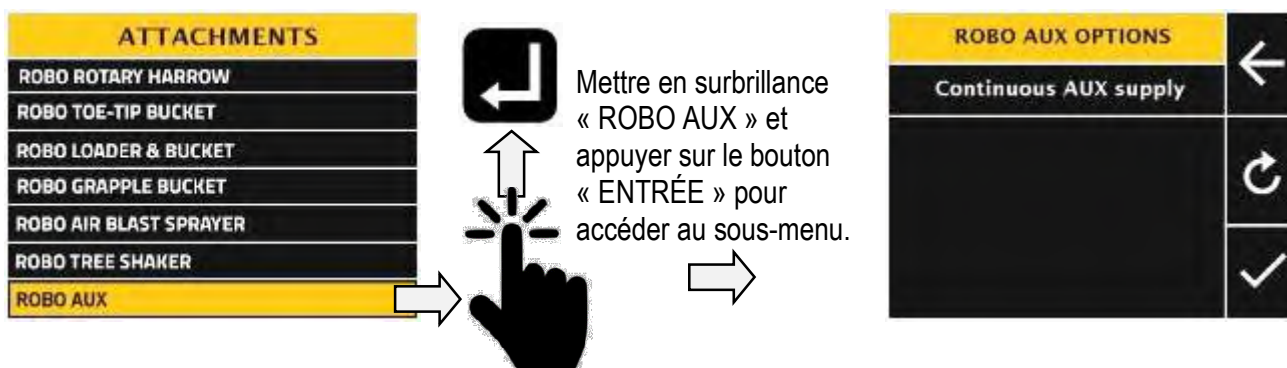 ATTACHMENTS
ROBO ROTARY HARROW
ROBO TOE-TIP BUCKET
ROBO LOADER & BUCKET
ROBO GRAPPLE BUCKET
ROBO AIR BLAST SPRAYER
ROBO TREE SHAKER
ROBO AUX
Mettre en surbrillance
« ROBO AUX » et
appuyer sur le bouton
« ENTRÉE » pour
accéder au sous-menu.
ROBO AUX OPTIONS
Continuous AUX supply